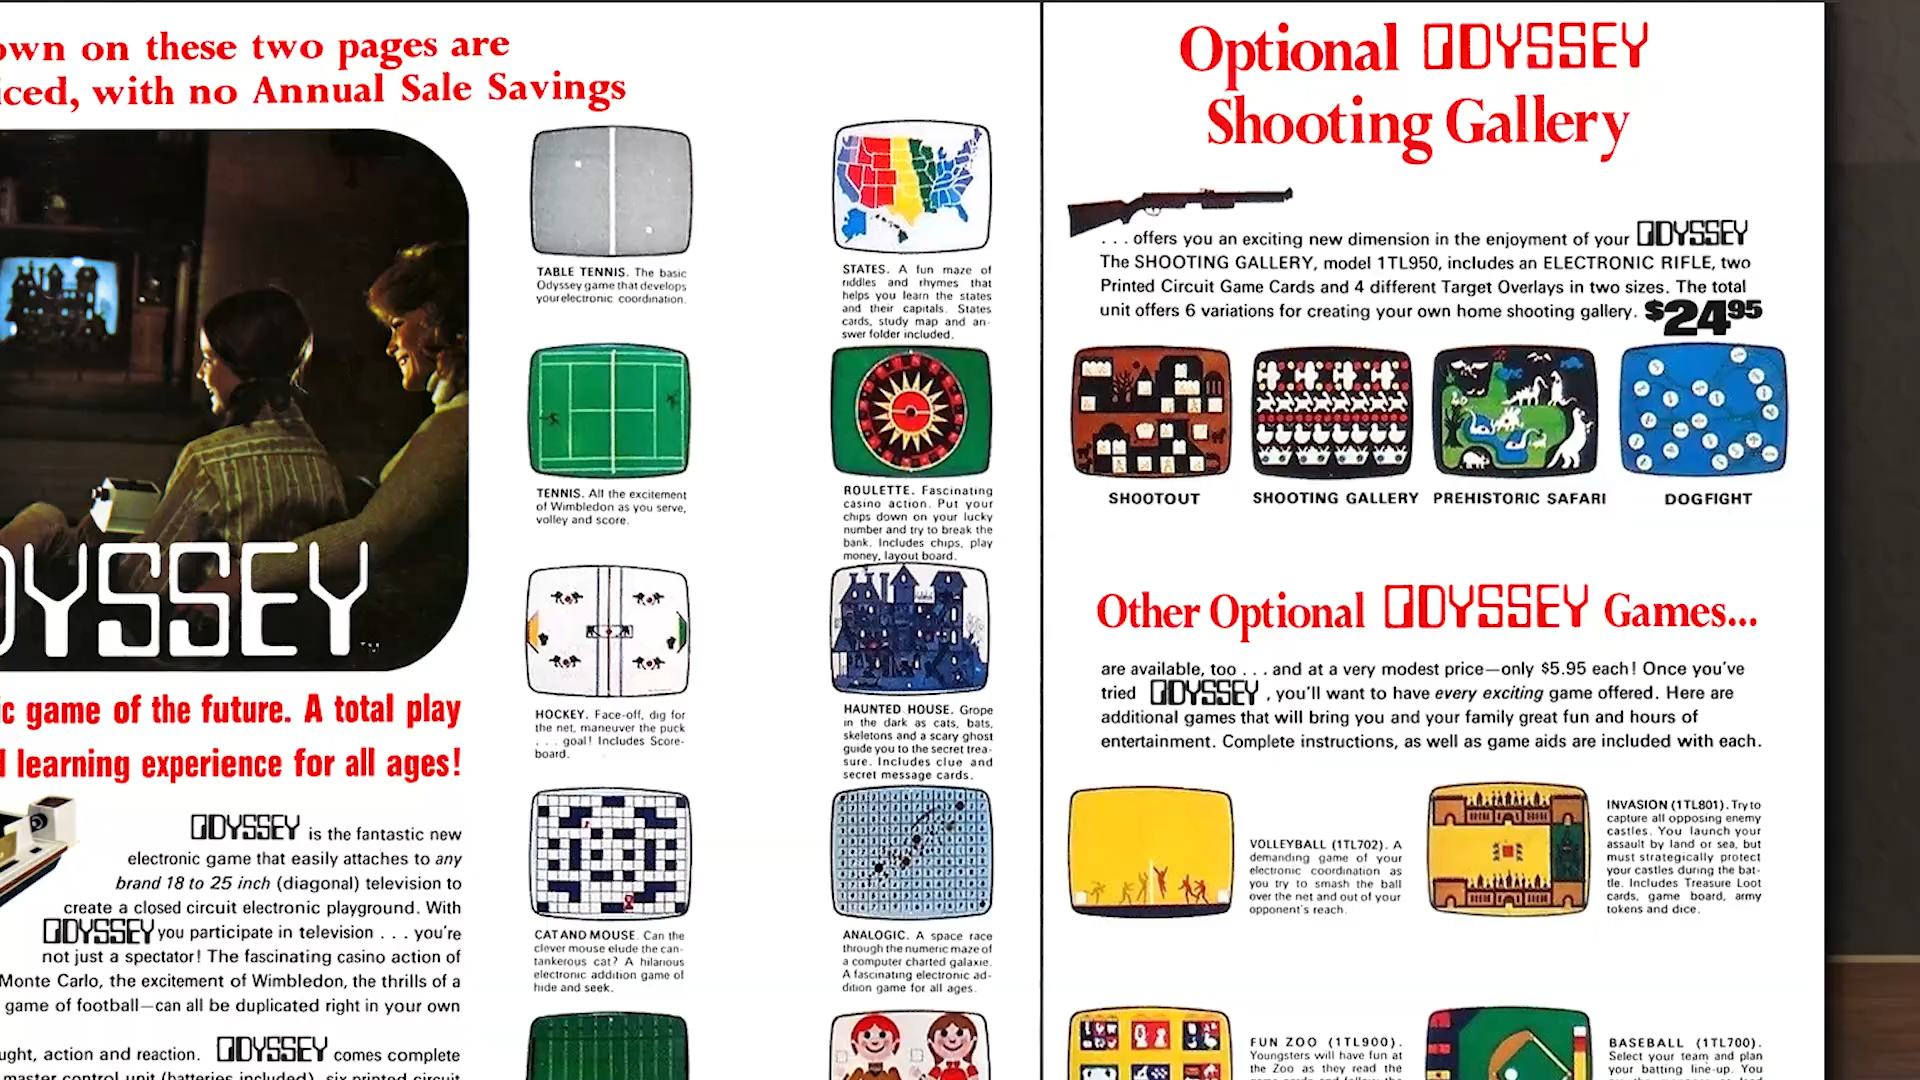 own on these two pages are
iced, with no Annual Sale Savings
ODYSSEY
TM
ic game of the future. A total play
l learning experience for all ages!
ODYSSEY is the fantastic new
electronic game that easily attaches to any
brand 18 to 25 inch (diagonal) television to
create a closed circuit electronic playground. With
ODYSSEY you participate in television . . . you're
not just a spectator! The fascinating casino action of
Monte Carlo, the excitement of Wimbledon, the thrills of a
game of football—can all be duplicated right in your own
ught, action and reaction. ODYSSEY comes complete
master control unit (batteries included), six printed circuit
TABLE TENNIS. The basic
Odyssey game that develops
your electronic coordination.
TENNIS. All the excitement
of Wimbledon as you serve,
volley and score.
HOCKEY. Face-off, dig for
the net, maneuver the puck
. . . goal! Includes Score-
board.
CAT AND MOUSE. Can the
clever mouse elude the can-
tankerous cat? A hilarious
electronic addition game of
hide and seek.
STATES. A fun maze of
riddles and rhymes that
helps you learn the states
and their capitals. States
cards, study map and an-
swer folder included.
ROULETTE. Fascinating
casino action. Put your
chips down on your lucky
number and try to break the
bank. Includes chips, play
money, layout board.
HAUNTED HOUSE. Grope
in the dark as cats, bats,
skeletons and a scary ghost
guide you to the secret trea-
sure. Includes clue and
secret message cards.
ANALOGIC. A space race
through the numeric maze of
a computer charted galaxie.
A fascinating electronic ad-
dition game for all ages.
Optional ODYSSEY
Shooting Gallery
. . . offers you an exciting new dimension in the enjoyment of your ODYSSEY
The SHOOTING GALLERY, model 1TL950, includes an ELECTRONIC RIFLE, two
Printed Circuit Game Cards and 4 different Target Overlays in two sizes. The total
unit offers 6 variations for creating your own home shooting gallery. $24.95
SHOOTOUT
SHOOTING GALLERY
PREHISTORIC SAFARI
DOGFIGHT
Other Optional ODYSSEY Games...
are available, too . . . and at a very modest price—only $5.95 each! Once you've
tried ODYSSEY, you'll want to have every exciting game offered. Here are
additional games that will bring you and your family great fun and hours of
entertainment. Complete instructions, as well as game aids are included with each.
VOLLEYBALL (1TL702). A
demanding game of your
electronic coordination as
you try to smash the ball
over the net and out of your
opponent's reach.
INVASION (1TL801). Try to
capture all opposing enemy
castles. You launch your
assault by land or sea, but
must strategically protect
your castles during the bat-
tle. Includes Treasure Loot
cards, game board, army
tokens and dice.
FUN ZOO (1TL900).
Youngsters will have fun at
the Zoo as they read the
BASEBALL (1TL700).
Select your team and plan
your batting line-up. You